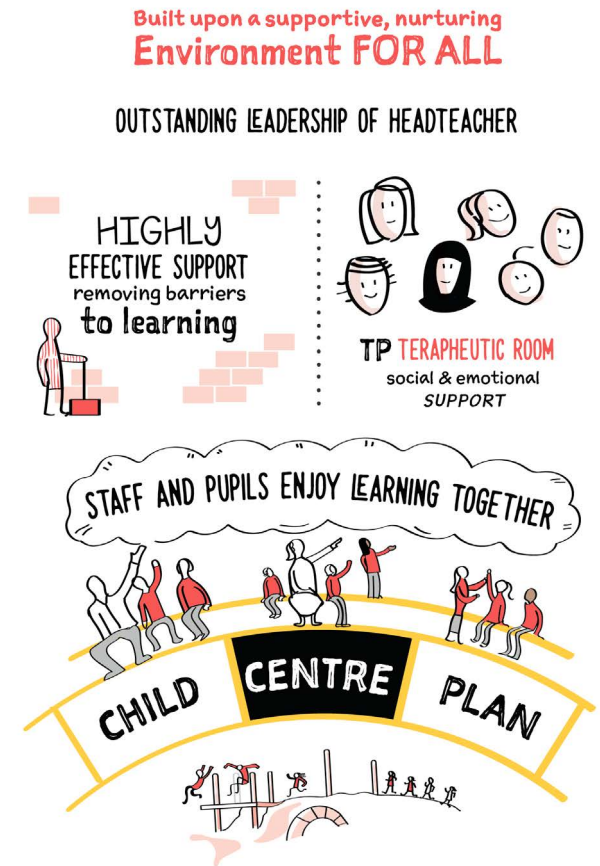 Built upon a supportive, nurturing
Environment FOR ALL
OUTSTANDING LEADERSHIP OF HEADTEACHER
HIGHLY
EFFECTIVE SUPPORT
removing barriers
to learning
TP TERAPHEUTIC ROOM
social & emotional
SUPPORT
STAFF AND PUPILS ENJOY LEARNING TOGETHER
CHILD CENTRE PLAN